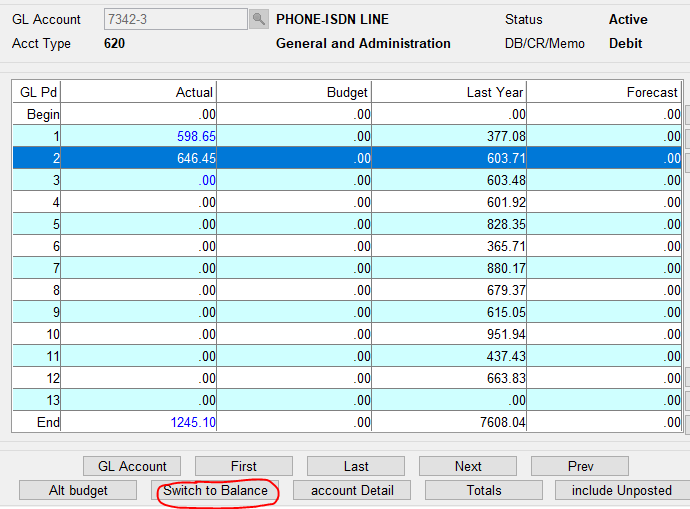 GL Account 7342-3 PHONE-ISDN LINE Status Active
Acct Type 620 General and Administration DB/CR/Memo Debit
GL Pd Actual Budget Last Year Forecast
Begin .00 .00 .00 .00
1 598.65 .00 377.08 .00
2 646.45 .00 603.71 .00
3 .00 .00 603.48 .00
4 .00 .00 601.92 .00
5 .00 .00 828.35 .00
6 .00 .00 365.71 .00
7 .00 .00 880.17 .00
8 .00 .00 679.37 .00
9 .00 .00 615.05 .00
10 .00 .00 951.94 .00
11 .00 .00 437.43 .00
12 .00 .00 663.83 .00
13 .00 .00 .00 .00
End 1245.10 .00 7608.04 .00
GL Account First Last Next Prev
Alt budget Switch to Balance account Detail Totals include Unposted